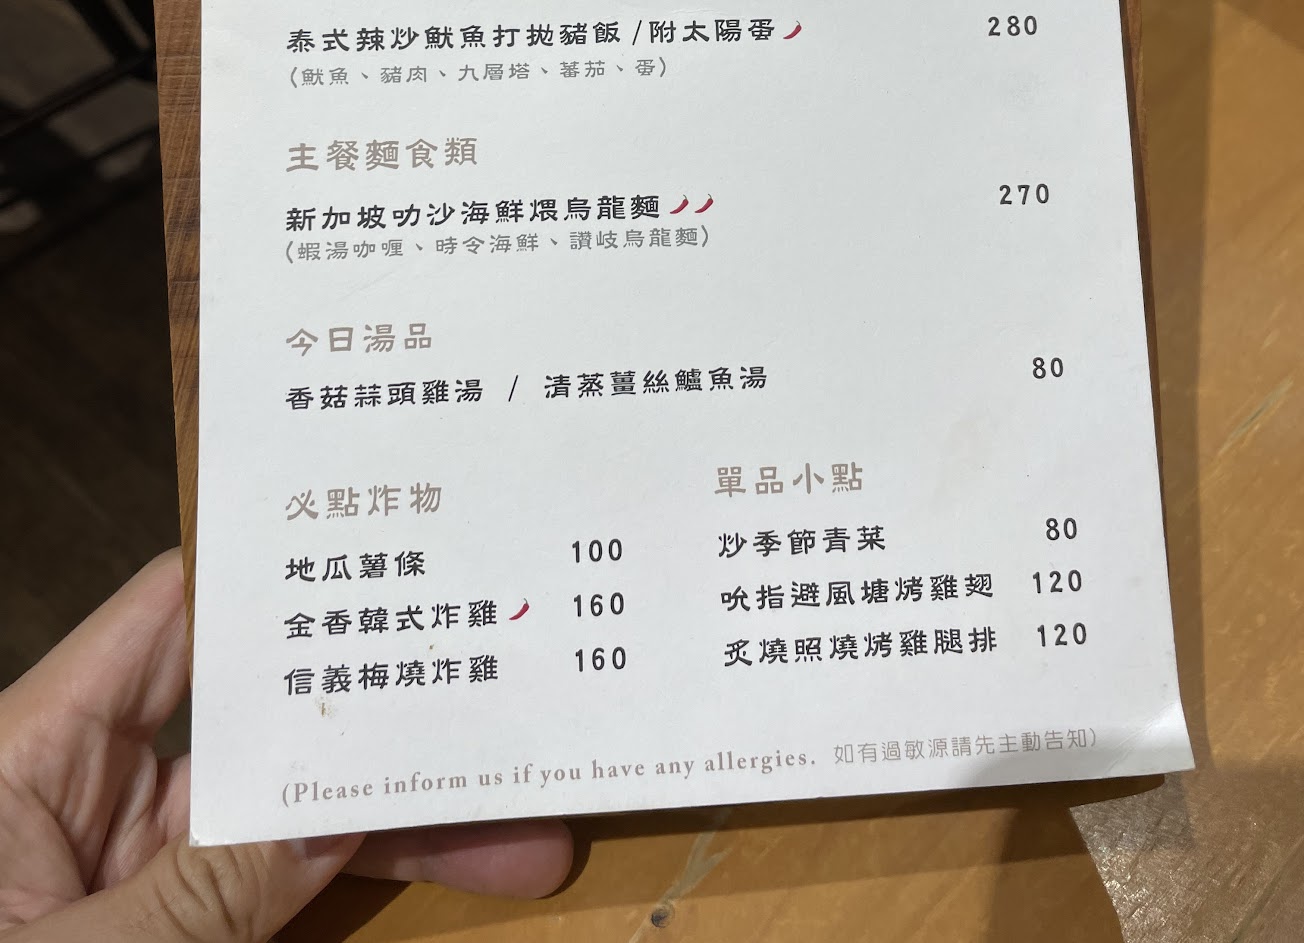 泰式辣炒魷魚打拋豬飯/附太陽蛋 280
(魷魚、豬肉、九層塔、蕃茄、蛋)
主餐麵食類
新加坡叻沙海鮮煨烏龍麵 270
(蝦湯咖喱、時令海鮮、讚岐烏龍麵)
今日湯品
香菇蒜頭雞湯 / 清蒸薑絲鱸魚湯 80
必點炸物
地瓜薯條 100
金香韓式炸雞 160
信義梅燒炸雞 160
單品小點
炒季節青菜 80
吮指避風塘烤雞翅 120
炙燒照燒烤雞腿排 120
(Please inform us if you have any allergies. 如有過敏源請先主動告知)